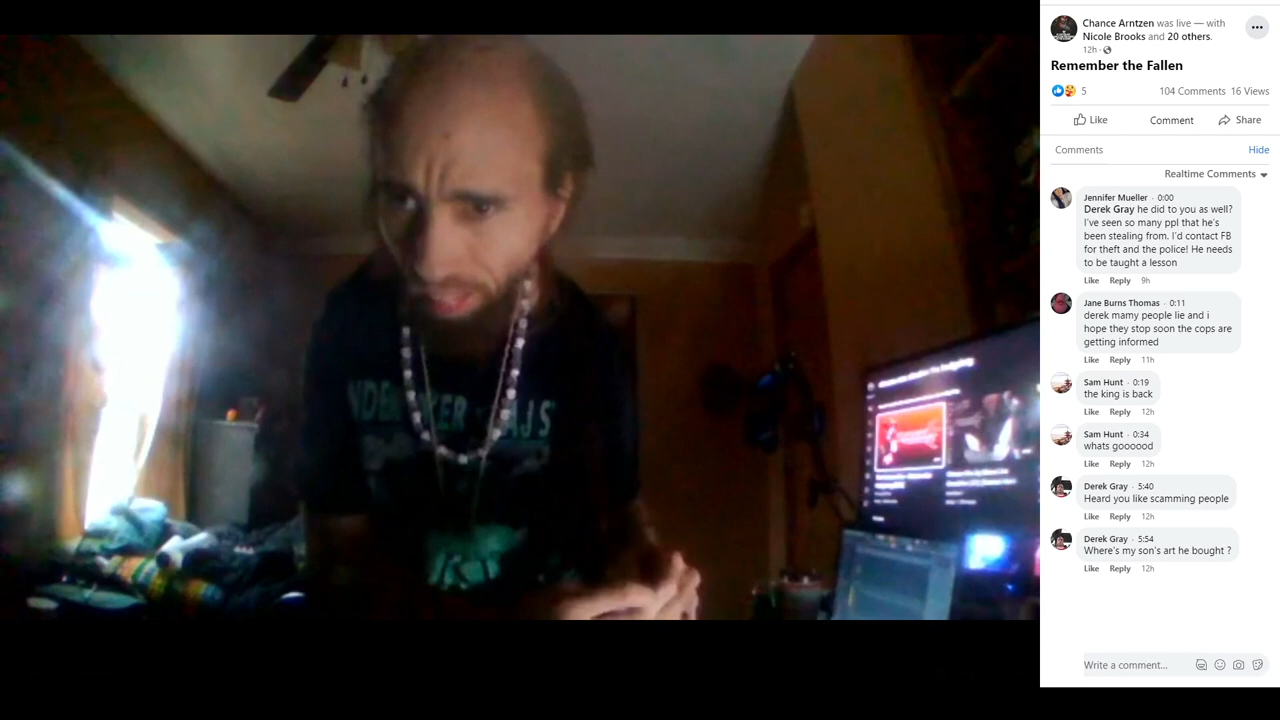 Chance Arntzen was live — with
Nicole Brooks and 20 others.
12h ·
Remember the Fallen
5
104 Comments 16 Views
Like
Comment
Share
Comments
Hide
Realtime Comments
Jennifer Mueller · 0:00
Derek Gray he did to you as well?
I've seen so many ppl that he's
been stealing from. I'd contact FB
for theft and the police! He needs
to be taught a lesson
Like Reply 9h
Jane Burns Thomas · 0:11
derek mamy people lie and i
hope they stop soon the cops are
getting informed
Like Reply 11h
Sam Hunt · 0:19
the king is back
Like Reply 12h
Sam Hunt · 0:34
whats goooood
Like Reply 12h
Derek Gray · 5:40
Heard you like scamming people
Like Reply 12h
Derek Gray · 5:54
Where's my son's art he bought ?
Like Reply 12h
Write a comment...